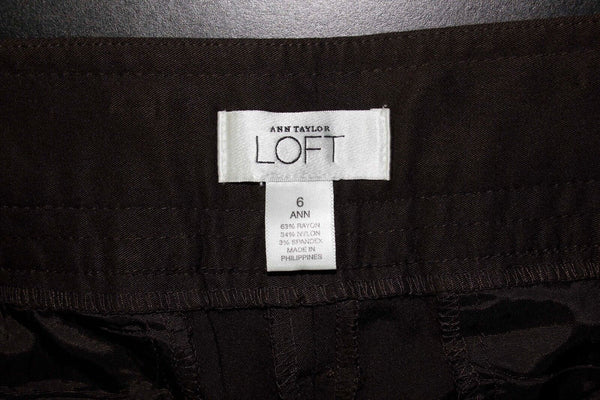 ANN TAYLOR
LOFT
6
ANN
63% RAYON
34% NYLON
3% SPANDEX
MADE IN
PHILIPPINES